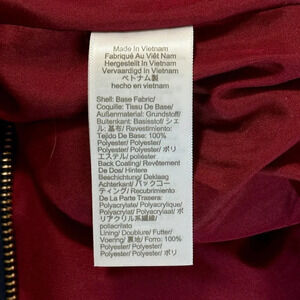 Made In Vietnam
Fabriqué Au Viêt Nam
Hergestellt In Vietnam
Vervaardigd In Vietnam
ベトナム製
hecho en vietnam
Shell: Base Fabric/
Coquille: Tissu De Base/
Außenmaterial: Grundstoff/
Buitenkant: Basisstof/ シェ
ル: 基布/ Revestimiento:
Tejido De Base: 100%
Polyester/ Polyester/
Polyester/ Polyester/ ポリ
エステル/ poliéster
Back Coating/ Revêtement
De Dos/ Hintere
Beschichtung/ Deklaag
Achterkant/ バックコー
ティング/ Recubrimiento
De La Parte Trasera:
Polyacrylate/ Polyacrylique/
Polyacrylat/ Polyacrylaat/ ポ
リアクリル系繊維/
poliacrilato
Lining/ Doublure/ Futter/
Voering/ 裏地/ Forro: 100%
Polyester/ Polyester/
Polyester/ Polyester/ ポリ